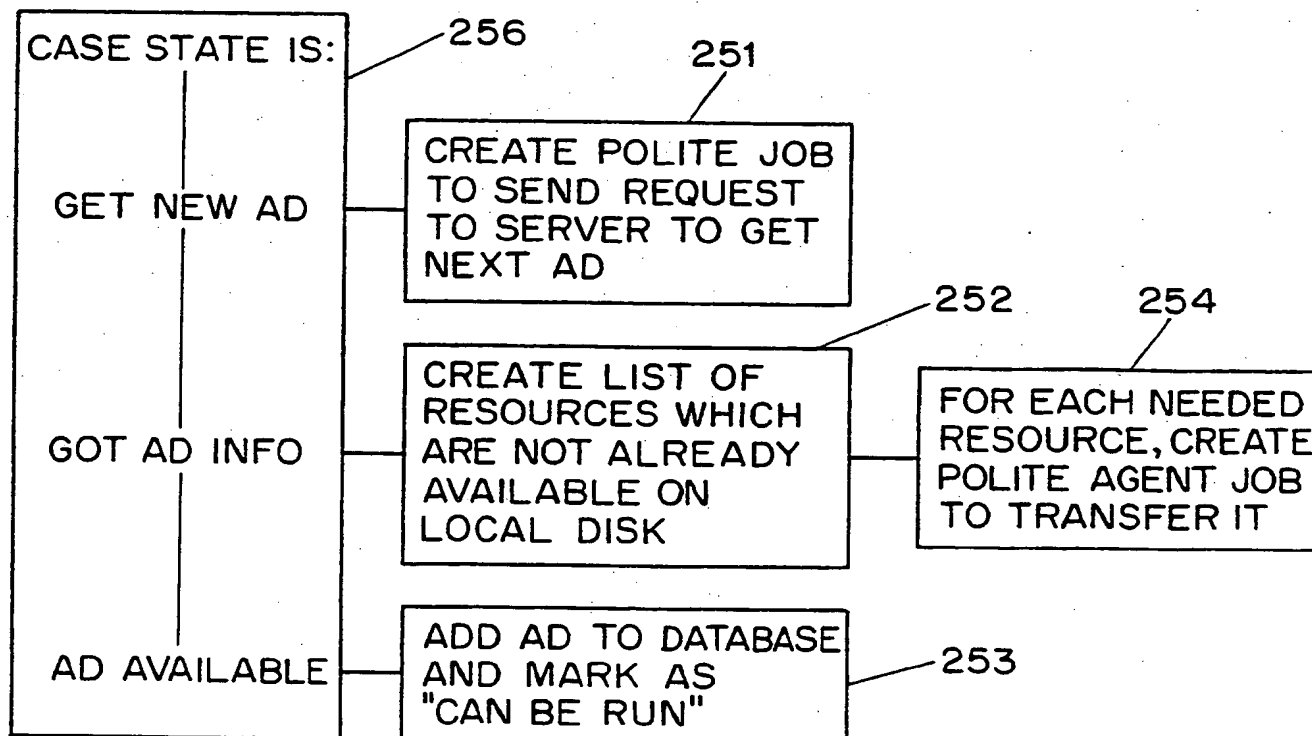 CASE STATE IS:
256
251
CREATE POLITE JOB
TO SEND REQUEST
TO SERVER TO GET
NEXT AD
GET NEW AD
252
254
CREATE LIST OF
RESOURCES WHICH
ARE NOT ALREADY
AVAILABLE ON
LOCAL DISK
FOR EACH NEEDED
RESOURCE, CREATE
POLITE AGENT JOB
TO TRANSFER IT
GOT AD INFO
ADD AD TO DATABASE
AND MARK AS
"CAN BE RUN"
253
AD AVAILABLE